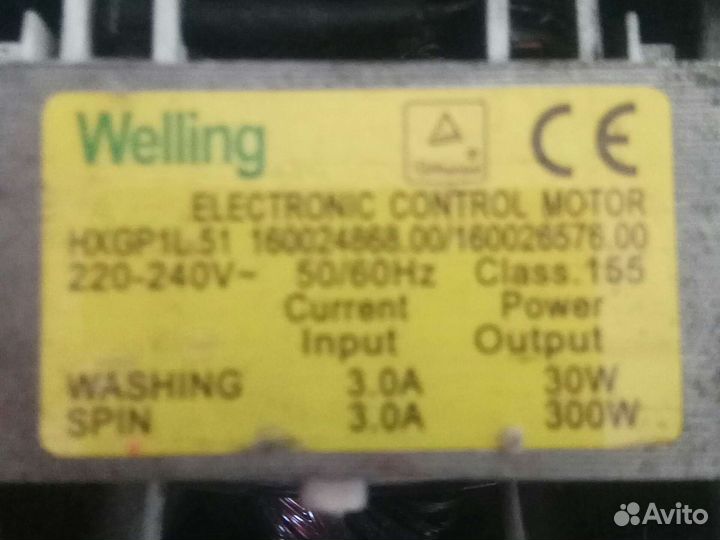 Welling
CE
ELECTRONIC CONTROL MOTOR
HXGP1L.51 160024868.00/160026576.00
220-240V~ 50/60Hz Class.155
Current Power
Input Output
WASHING 3.0A 30W
SPIN 3.0A 300W
Avito